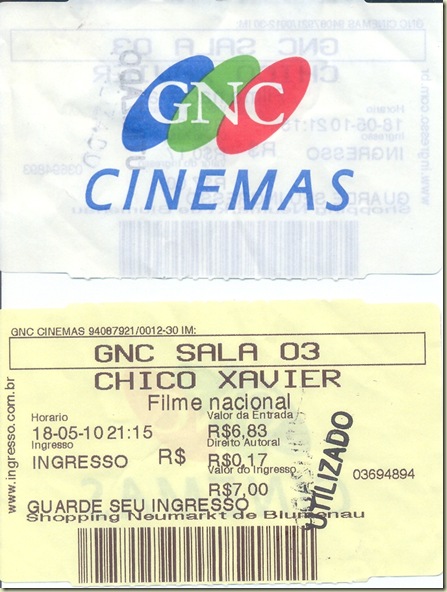 GNC
CINEMAS
GNC CINEMAS 94087921/0012-30 IM:
GNC SALA 03
CHICO XAVIER
Filme nacional
Horario Valor da Entrada
18-05-10 21:15 R$6,83
Ingresso Direito Autoral
INGRESSO R$ R$0,17
Valor do Ingresso
R$7,00
03694894
GUARDE SEU INGRESSO
Shopping Neumarkt de Blumenau
www.ingresso.com.br
UTILIZADO